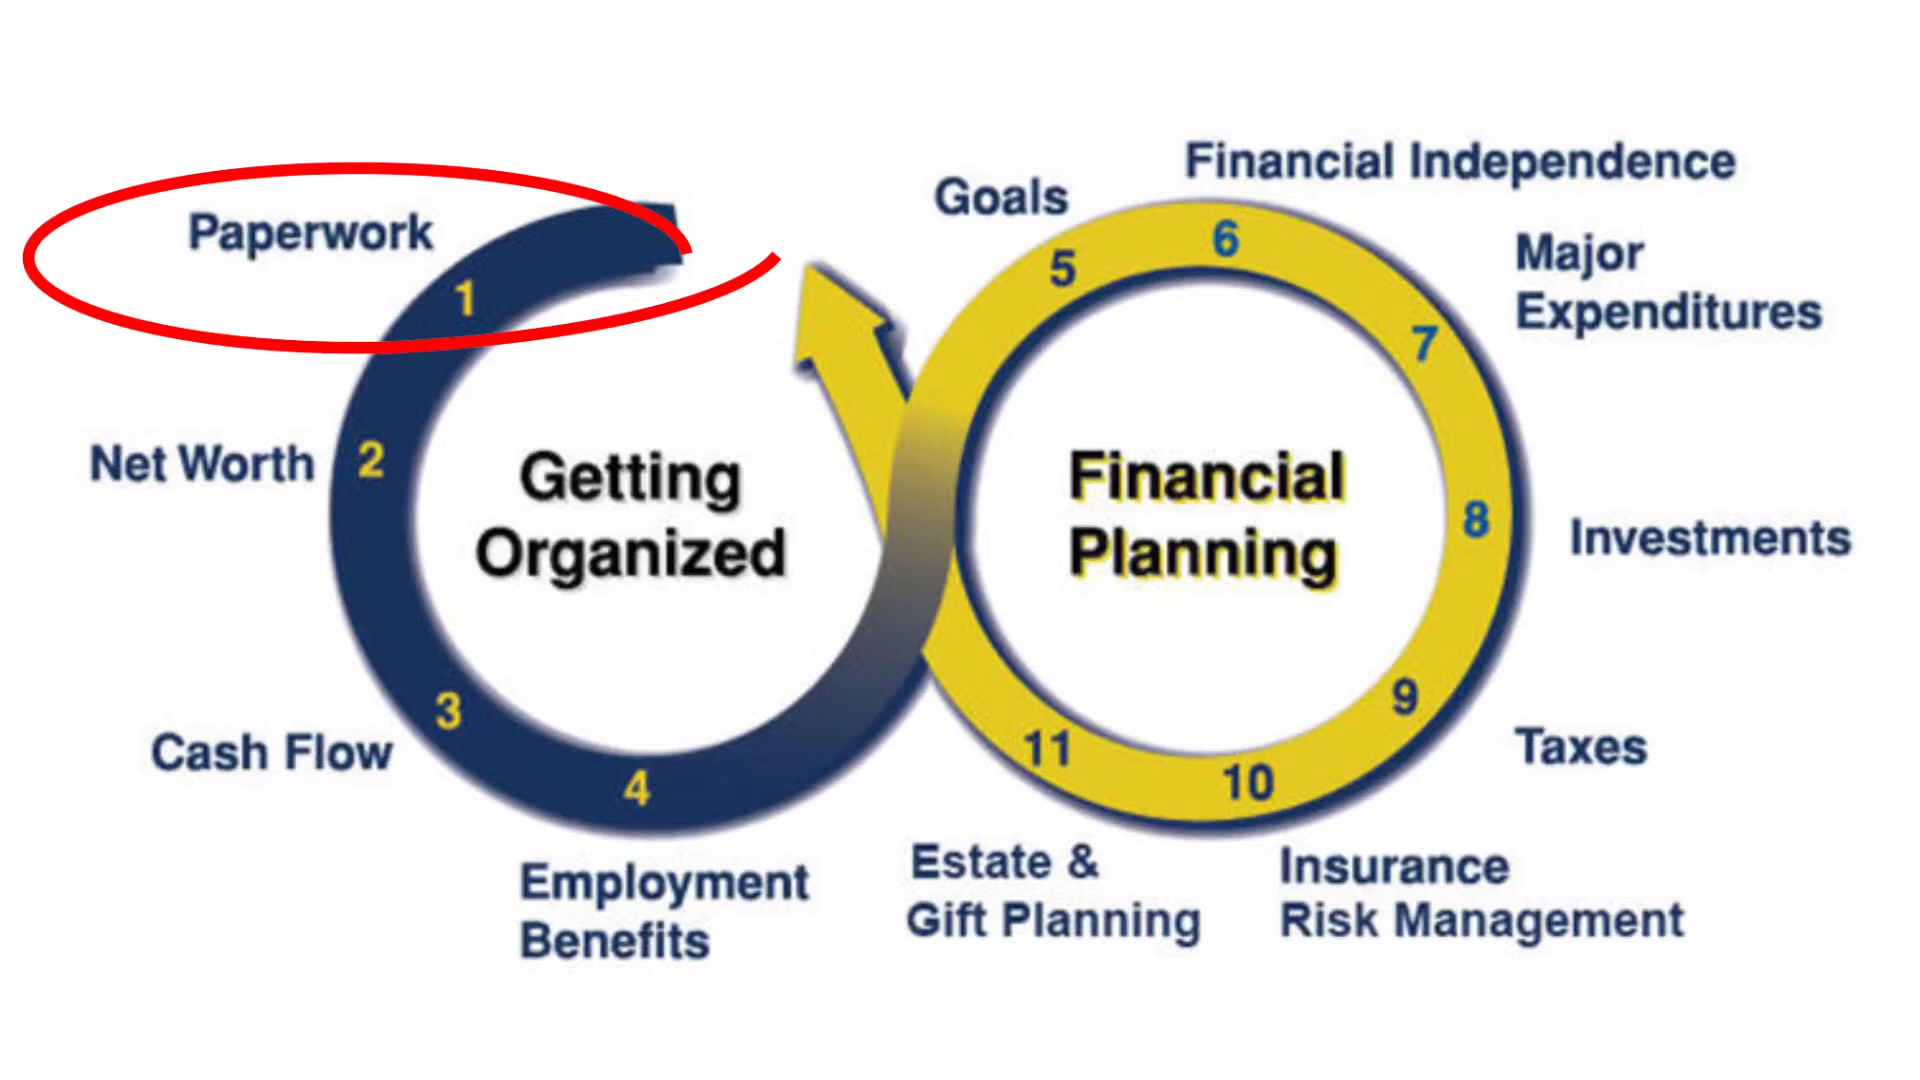 Paperwork
1
Net Worth
2
Cash Flow
3
4
Employment
Benefits
Getting
Organized
Goals
5
Financial Independence
6
Major
Expenditures
7
Investments
8
Taxes
9
Insurance
Risk Management
10
Estate &
Gift Planning
11
Financial
Planning